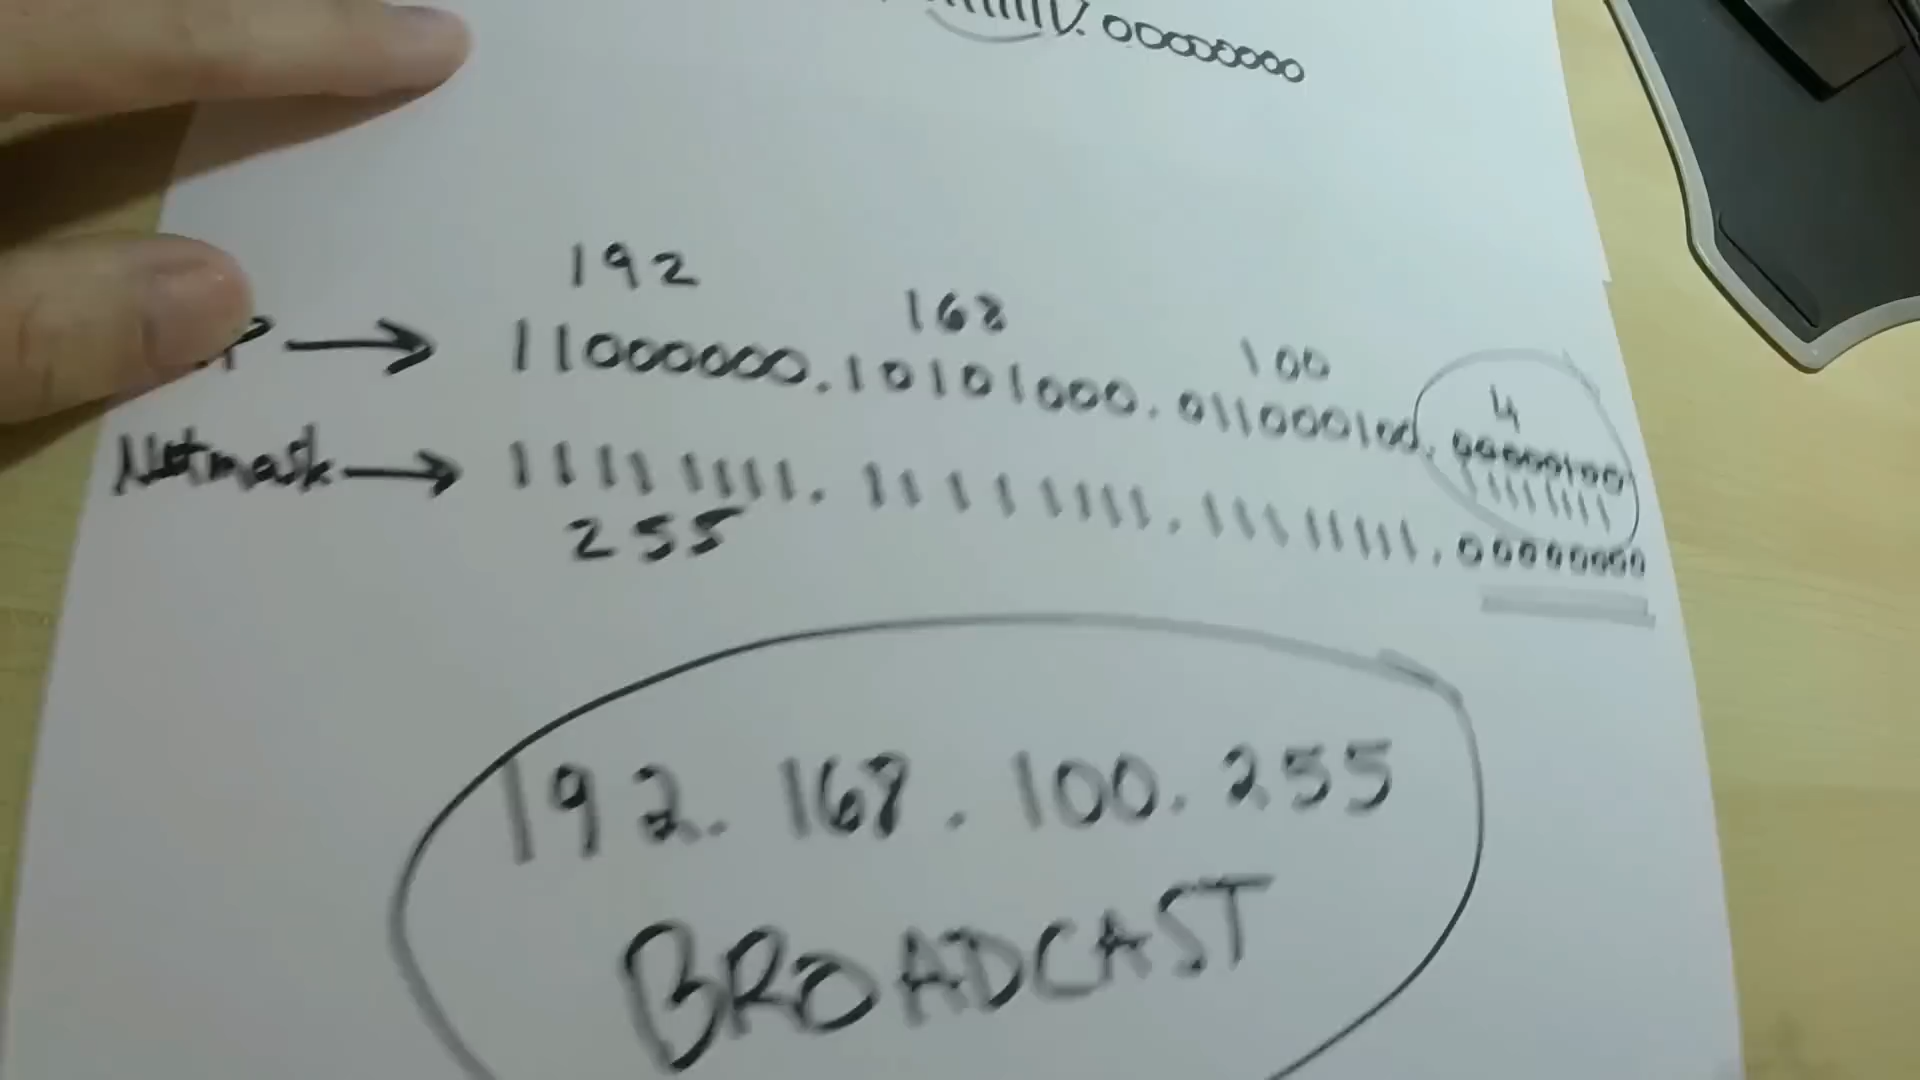 .00000000
192 168 100 4
P → 11000000.10101000.01100100.00000100
11111111
Netmask → 11111111.11111111.11111111.00000000
255
192.168.100.255
BROADCAST